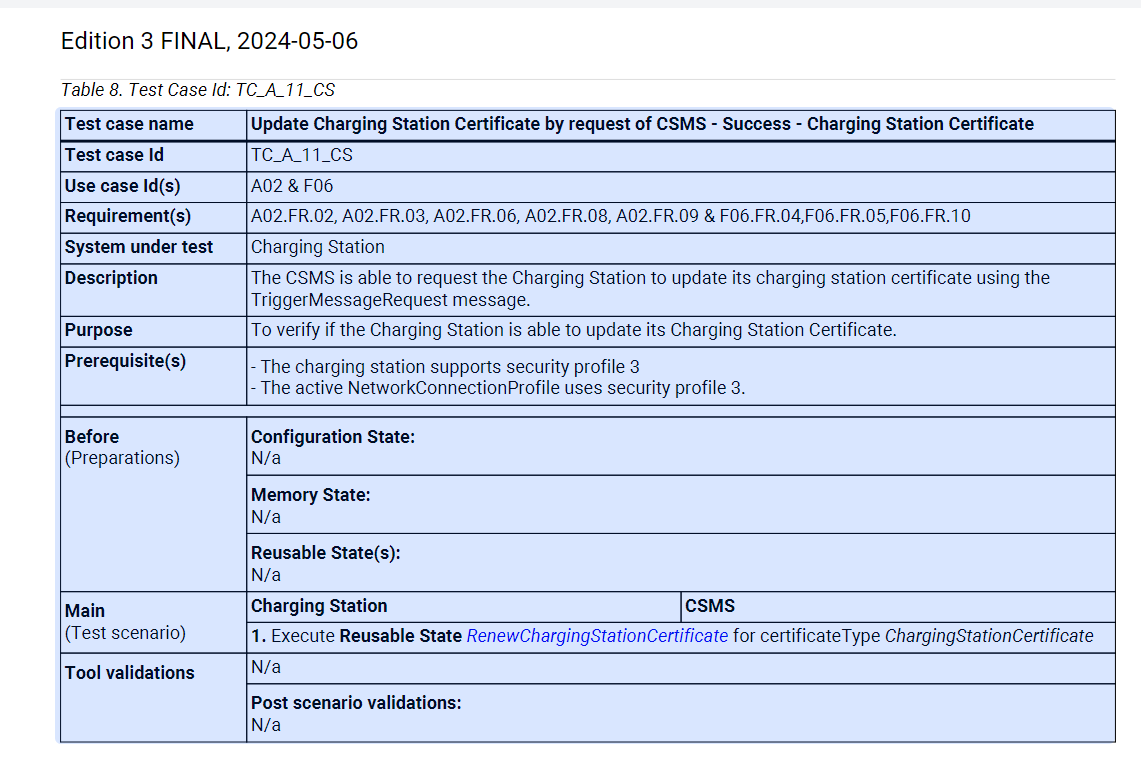 Edition 3 FINAL, 2024-05-06
Table 8. Test Case Id: TC_A_11_CS
Test case name Update Charging Station Certificate by request of CSMS - Success - Charging Station Certificate
Test case Id TC_A_11_CS
Use case Id(s) A02 & F06
Requirement(s) A02.FR.02, A02.FR.03, A02.FR.06, A02.FR.08, A02.FR.09 & F06.FR.04,F06.FR.05,F06.FR.10
System under test Charging Station
Description The CSMS is able to request the Charging Station to update its charging station certificate using the
TriggerMessageRequest message.
Purpose To verify if the Charging Station is able to update its Charging Station Certificate.
Prerequisite(s)
- The charging station supports security profile 3
- The active NetworkConnectionProfile uses security profile 3.
Before Configuration State:
(Preparations) N/a
Memory State:
N/a
Reusable State(s):
N/a
Main Charging Station CSMS
(Test scenario) 1. Execute Reusable State RenewChargingStationCertificate for certificateType ChargingStationCertificate
Tool validations N/a
Post scenario validations:
N/a